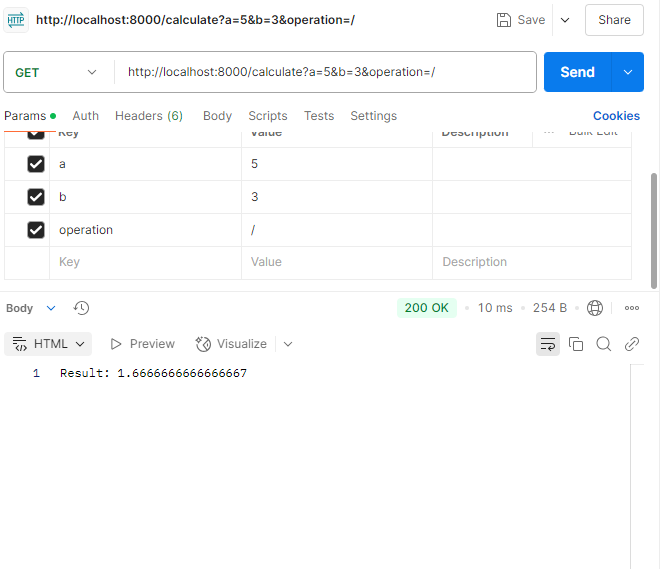 HTTP http://localhost:8000/calculate?a=5&b=3&operation=/ Save Share
GET http://localhost:8000/calculate?a=5&b=3&operation=/ Send
Params Auth Headers (6) Body Scripts Tests Settings Cookies
Key Value Description Bulk Edit
a 5
b 3
operation /
Key Value Description
Body 200 OK 10 ms 254 B
HTML Preview Visualize
1 Result: 1.6666666666666667